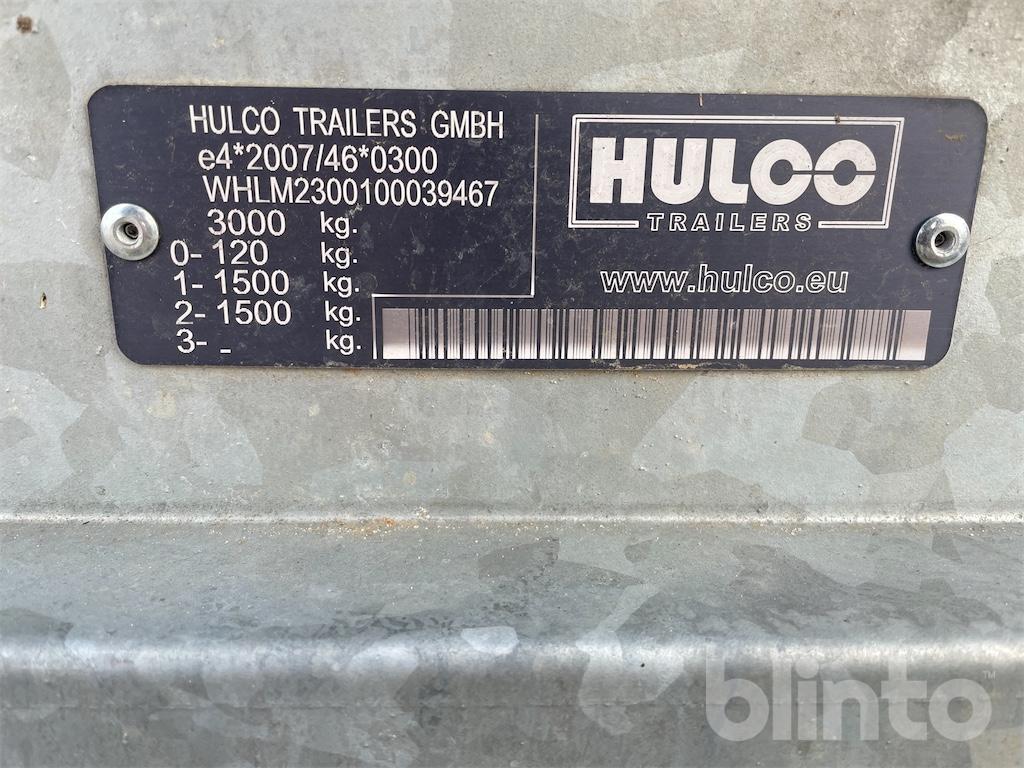 HULCO TRAILERS GMBH
e4*2007/46*0300
WHLM2300100039467
3000 kg.
0- 120 kg.
1- 1500 kg.
2- 1500 kg.
3- _ kg.
HULCO
TRAILERS
www.hulco.eu
blinto™